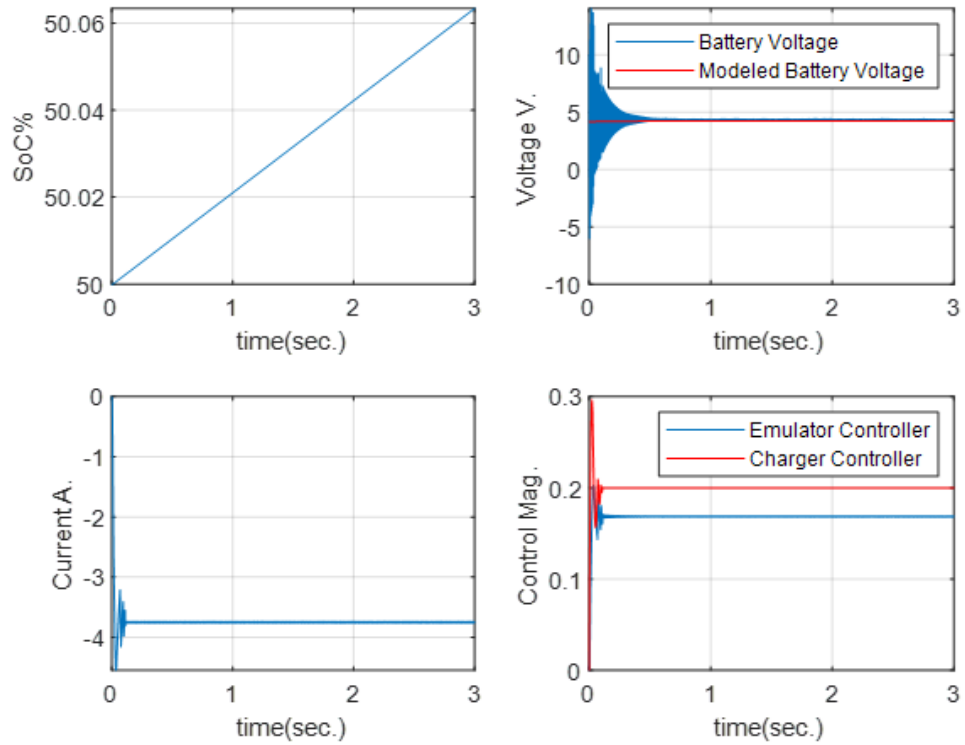 50.06
50.04
50.02
50
SoC%
0 1 2 3
time(sec.)
10
5
0
-5
-10
Voltage V.
Battery Voltage
Modeled Battery Voltage
0 1 2 3
time(sec.)
0
-1
-2
-3
-4
Current A.
0 1 2 3
time(sec.)
0.3
0.2
0.1
0
Control Mag.
Emulator Controller
Charger Controller
0 1 2 3
time(sec.)